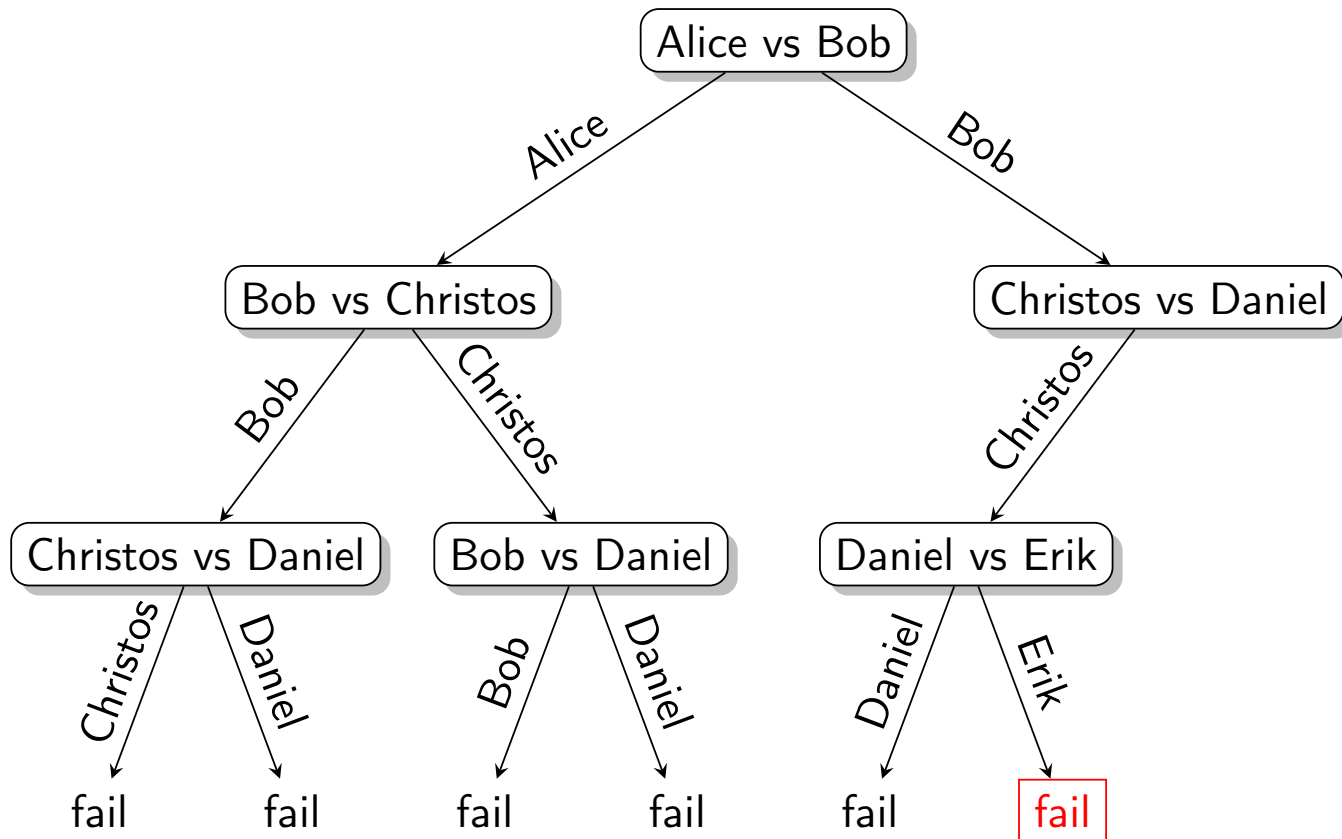 Alice vs Bob
Alice
Bob
Bob vs Christos
Christos vs Daniel
Bob
Christos
Christos
Christos vs Daniel
Bob vs Daniel
Daniel vs Erik
Christos
Daniel
Bob
Daniel
Daniel
Erik
fail
fail
fail
fail
fail
fail